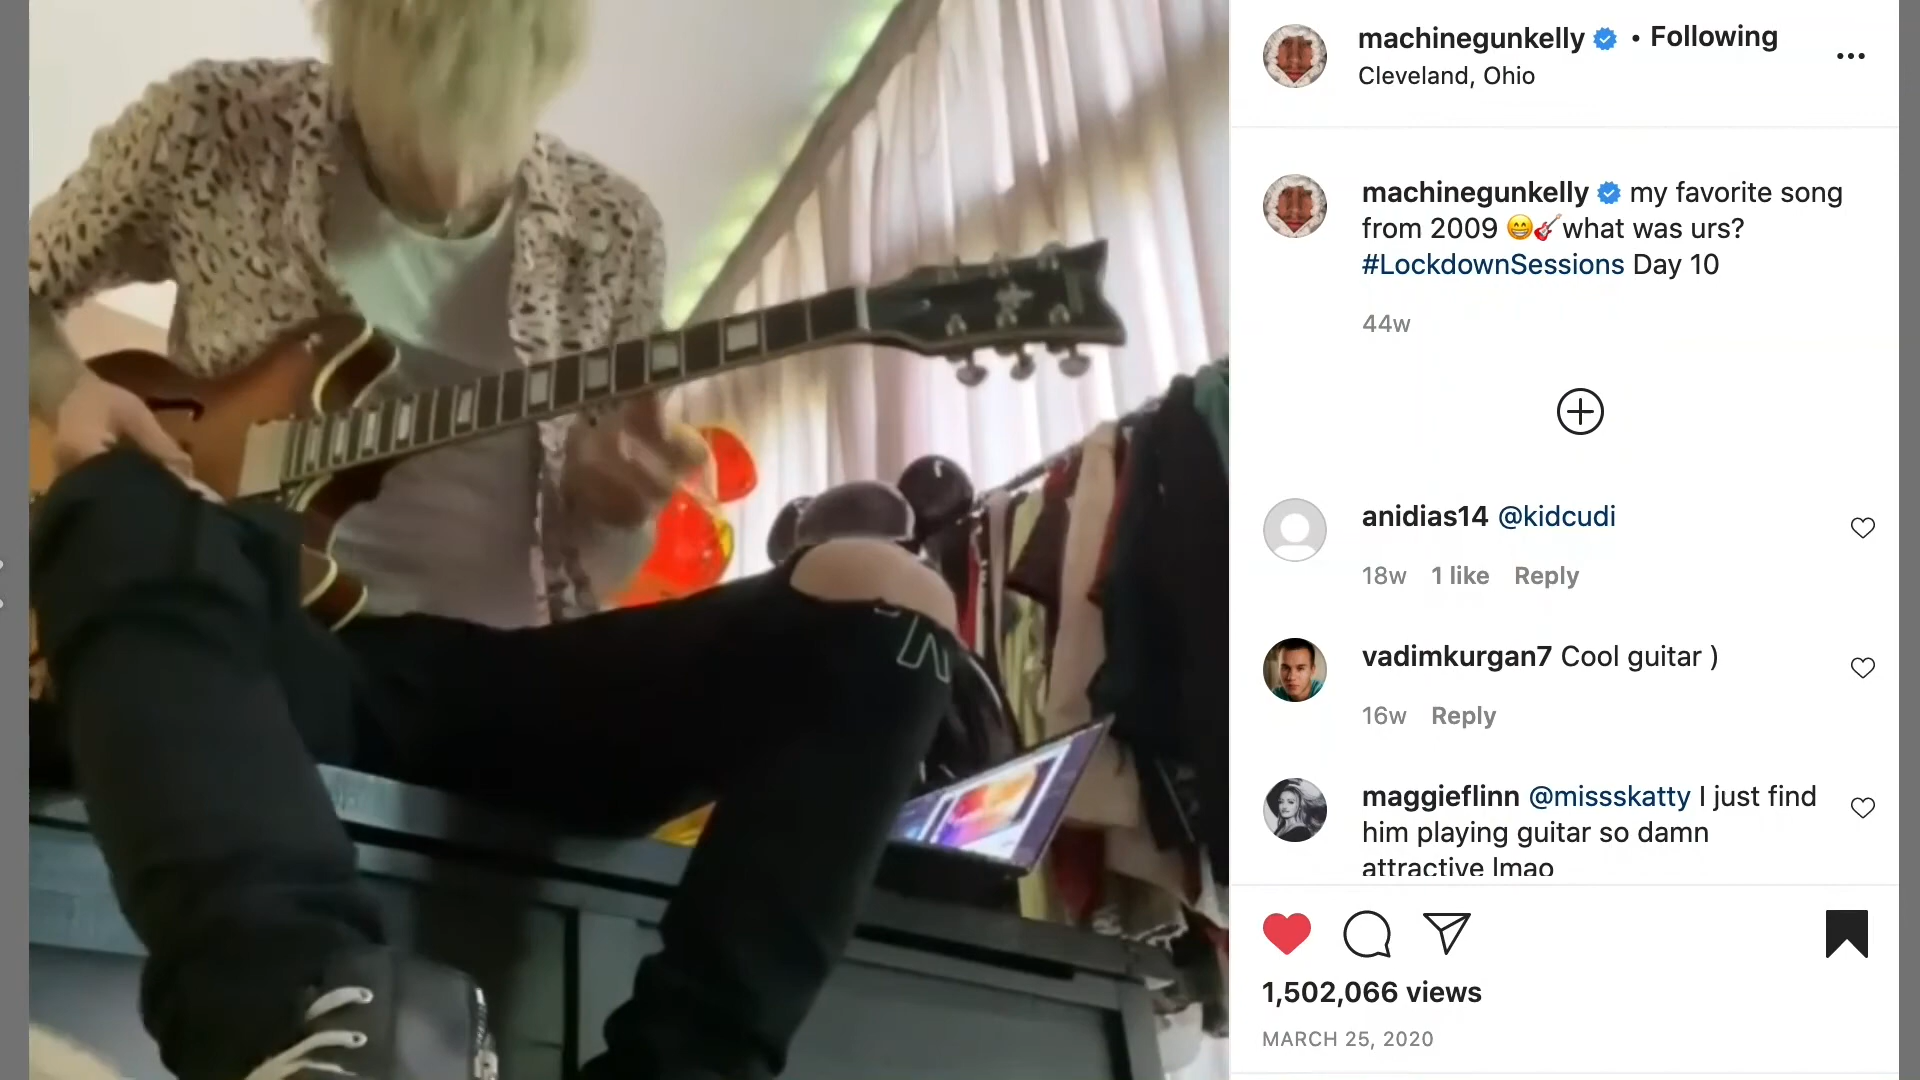 machinegunkelly • Following
Cleveland, Ohio
machinegunkelly my favorite song
from 2009 😁🎸what was urs?
#LockdownSessions Day 10
44w
anidias14 @kidcudi
18w 1 like Reply
vadimkurgan7 Cool guitar )
16w Reply
maggieflinn @missskatty I just find
him playing guitar so damn
attractive lmao
1,502,066 views
MARCH 25, 2020